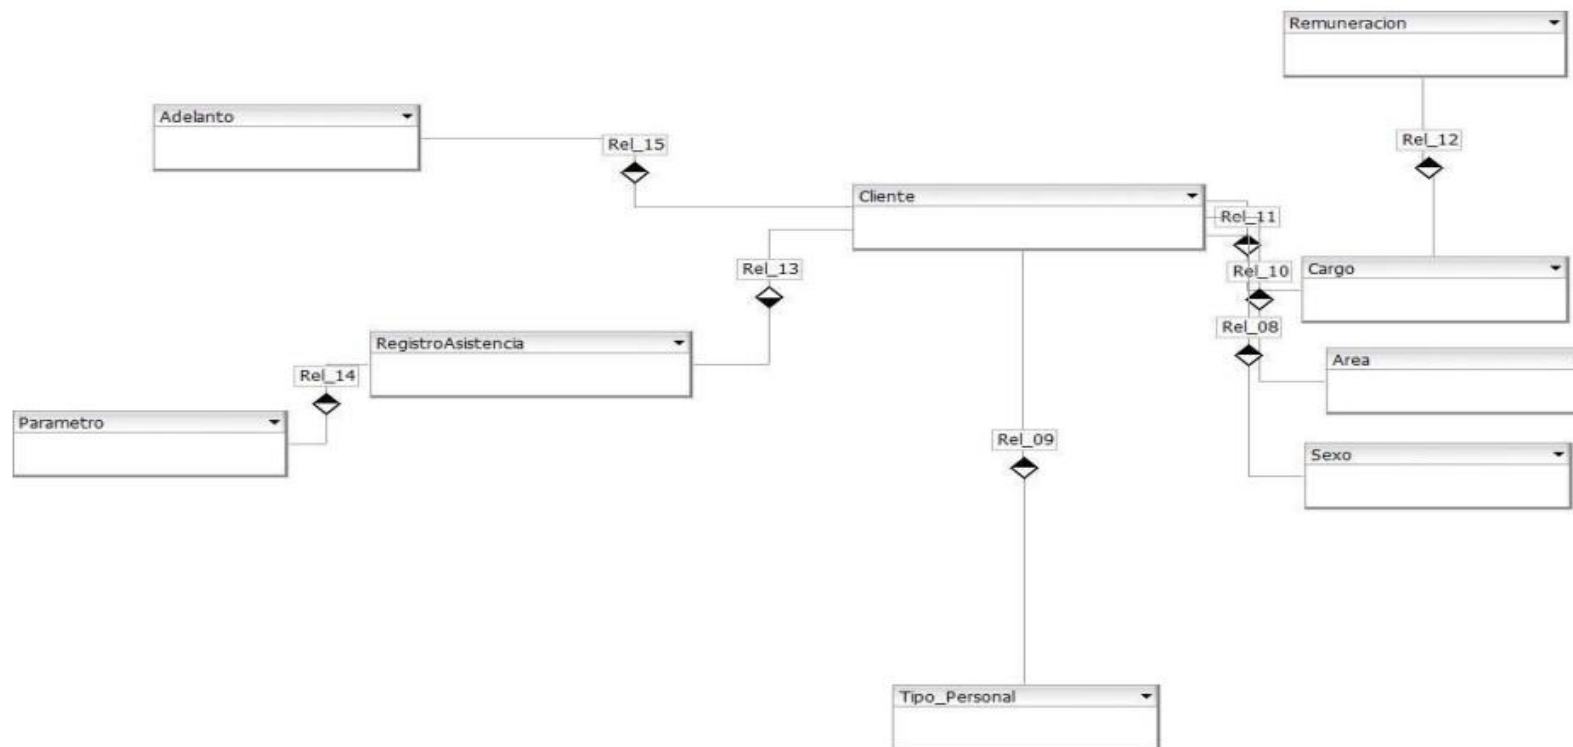 Remuneracion
Adelanto
Rel_12
Rel_15
Cliente
Rel_11
Rel_13
Rel_10
Cargo
Rel_08
RegistroAsistencia
Area
Rel_14
Parametro
Rel_09
Sexo
Tipo_Personal